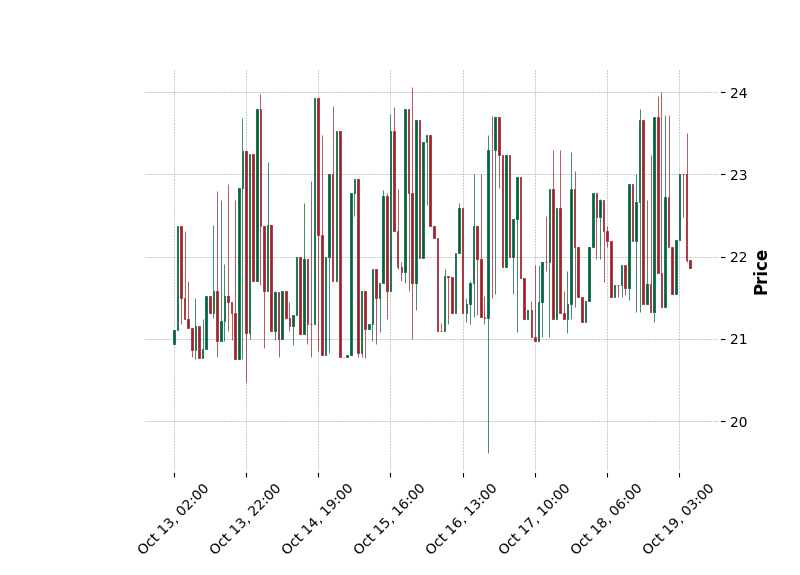 24
23
22
21
20
Price
Oct 13, 02:00
Oct 13, 22:00
Oct 14, 19:00
Oct 15, 16:00
Oct 16, 13:00
Oct 17, 10:00
Oct 18, 06:00
Oct 19, 03:00